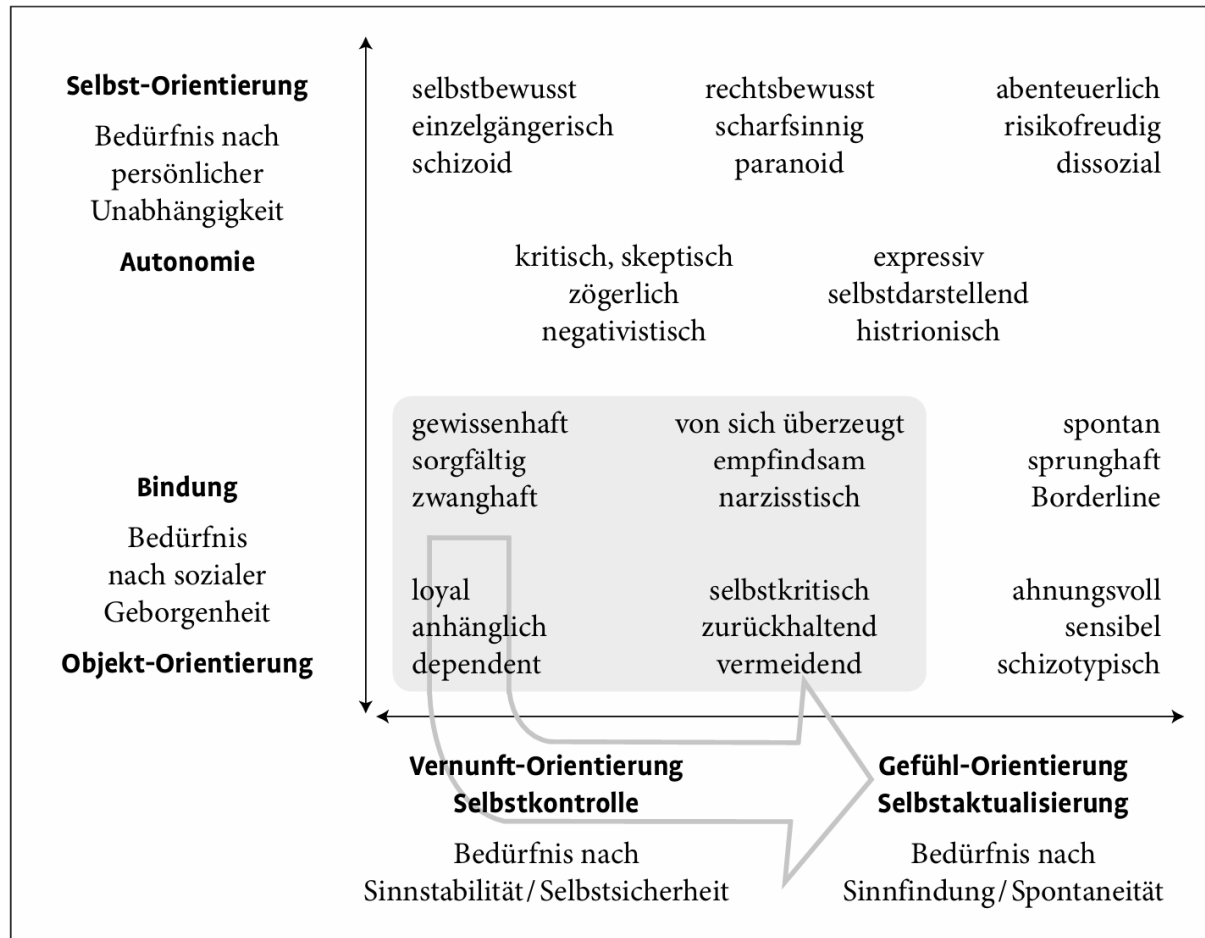 Selbst-Orientierung
Bedürfnis nach
persönlicher
Unabhängigkeit
Autonomie
Bindung
Bedürfnis
nach sozialer
Geborgenheit
Objekt-Orientierung
selbstbewusst
einzelgängerisch
schizoid
rechtsbewusst
scharfsinnig
paranoid
abenteuerlich
risikofreudig
dissozial
kritisch, skeptisch
zögerlich
negativistisch
expressiv
selbstdarstellend
histrionisch
gewissenhaft
sorgfältig
zwanghaft
von sich überzeugt
empfindsam
narzisstisch
spontan
sprunghaft
Borderline
loyal
anhänglich
dependent
selbstkritisch
zurückhaltend
vermeidend
ahnungsvoll
sensibel
schizotypisch
Vernunft-Orientierung
Selbstkontrolle
Bedürfnis nach
Sinnstabilität/Selbstsicherheit
Gefühl-Orientierung
Selbstaktualisierung
Bedürfnis nach
Sinnfindung/Spontaneität